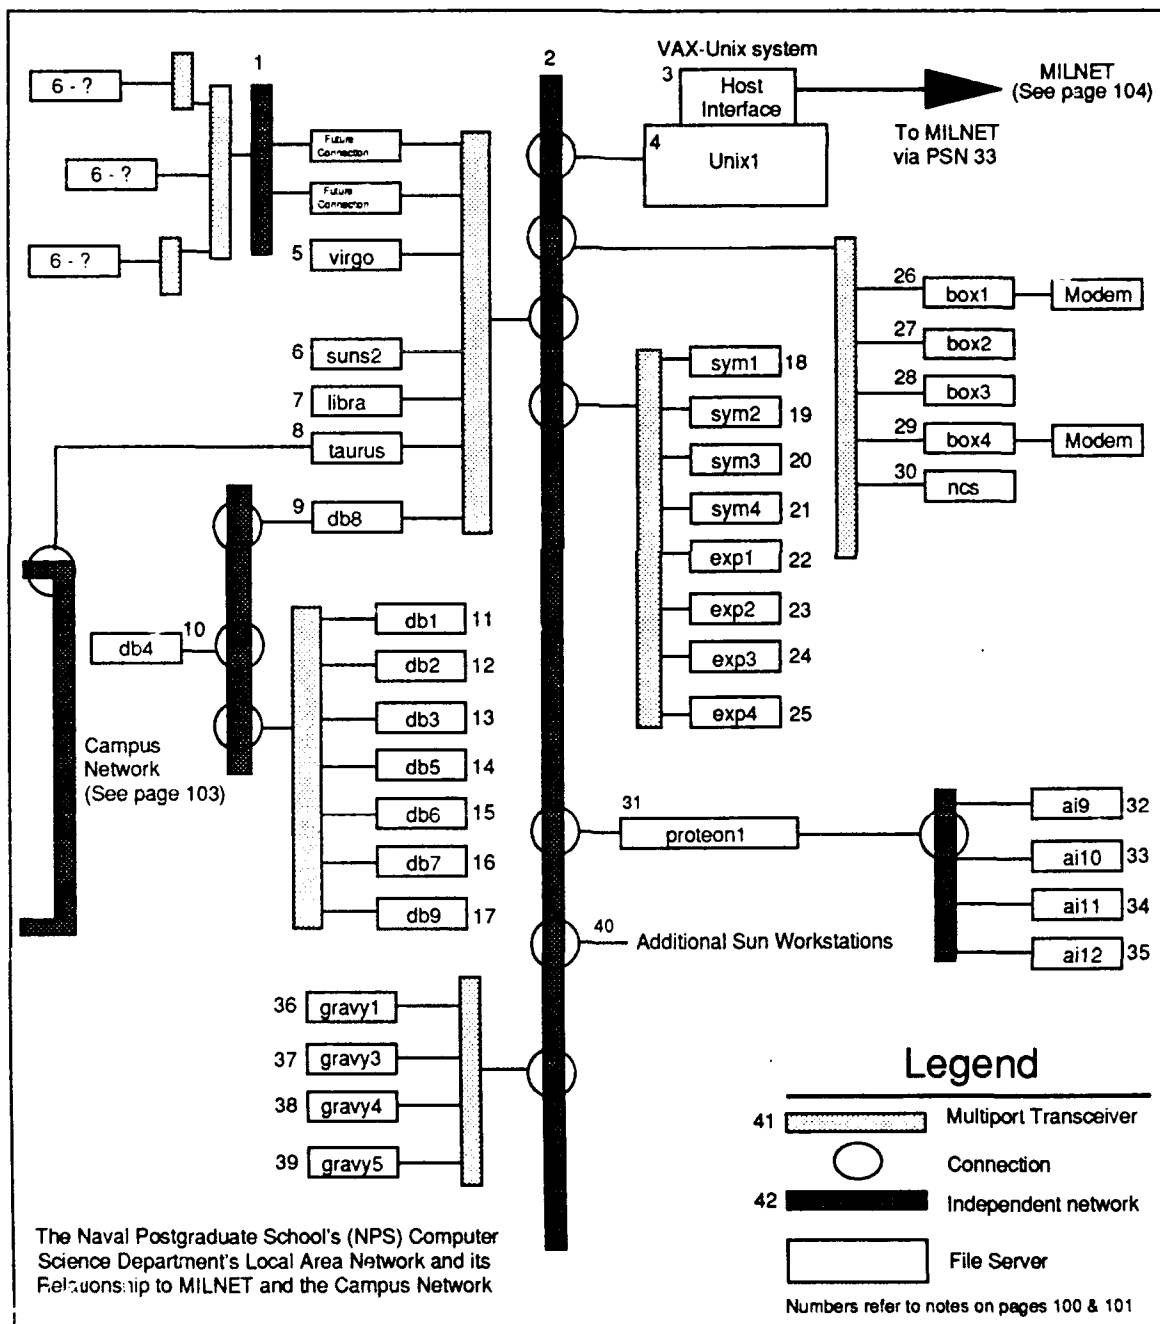 1
2
VAX-Unix system
3
Host
Interface
MILNET
(See page 104)
6 - ?
4
Unix1
To MILNET
via PSN 33
Future
Connection
6 - ?
Future
Connection
6 - ?
5
virgo
26
box1
Modem
27
box2
6
suns2
sym1
18
28
box3
7
libra
sym2
19
29
box4
Modem
8
taurus
sym3
20
30
ncs
9
db8
sym4
21
exp1
22
10
db4
db1
11
exp2
23
db2
12
exp3
24
db3
13
exp4
25
Campus
Network
(See page 103)
db5
14
db6
15
31
proteon1
ai9
32
db7
16
ai10
33
db9
17
ai11
34
40
Additional Sun Workstations
ai12
35
36
gravy1
37
gravy3
38
gravy4
39
gravy5
Legend
41
Multiport Transceiver
Connection
42
Independent network
File Server
Numbers refer to notes on pages 100 & 101
The Naval Postgraduate School's (NPS) Computer
Science Department's Local Area Network and its
Relationship to MILNET and the Campus Network